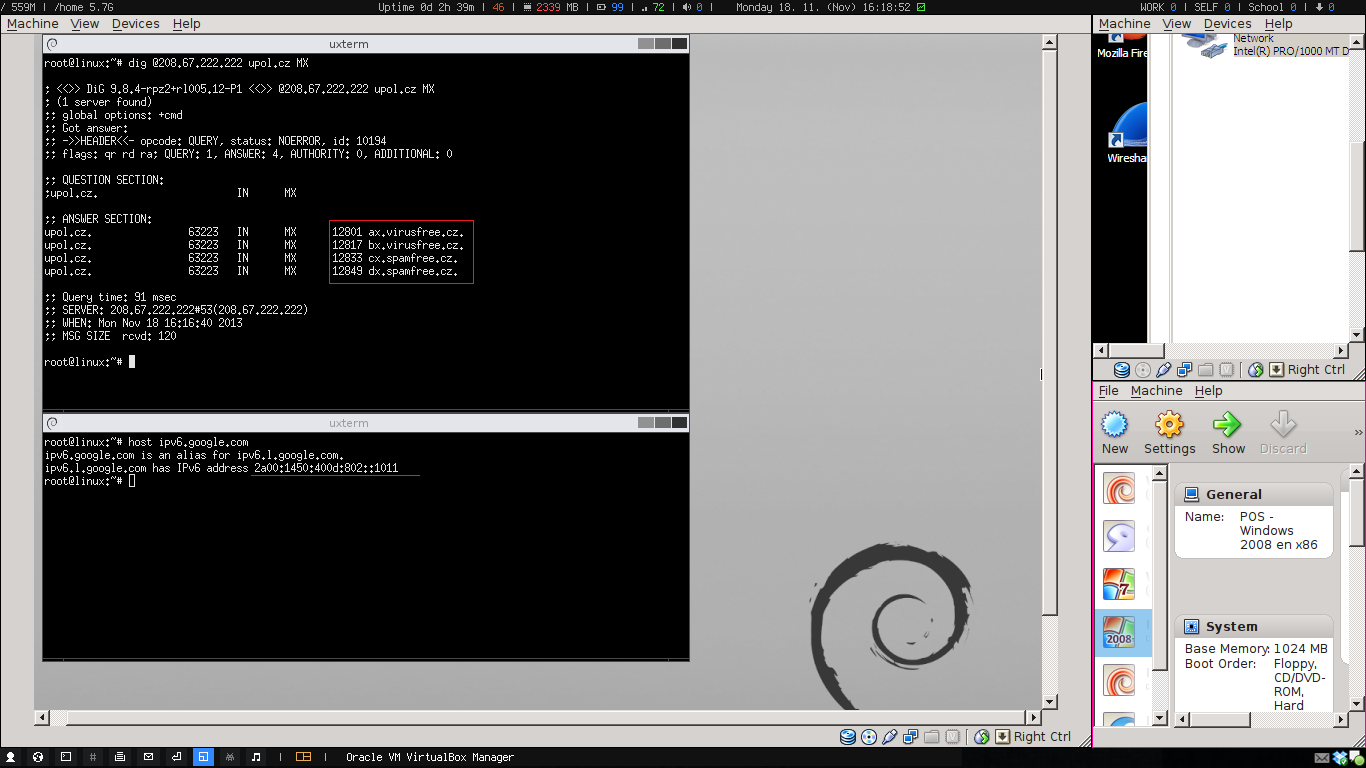 / 559M | /home 5.7G
Uptime 0d 2h 39m | 46 2339 MB | 99 | 72 | 0 | Monday 18. 11. (Nov) 16:18:52
WORK 0 | SELF 0 | School 0 | 0
Machine View Devices Help
uxterm
root@linux:~# dig @208.67.222.222 upol.cz MX
; <<>> DiG 9.8.4-rpz2+rl005.12-P1 <<>> @208.67.222.222 upol.cz MX
; (1 server found)
;; global options: +cmd
;; Got answer:
;; ->>HEADER<<- opcode: QUERY, status: NOERROR, id: 10194
;; flags: qr rd ra; QUERY: 1, ANSWER: 4, AUTHORITY: 0, ADDITIONAL: 0
;; QUESTION SECTION:
;upol.cz. IN MX
;; ANSWER SECTION:
upol.cz. 63223 IN MX 12801 ax.virusfree.cz.
upol.cz. 63223 IN MX 12817 bx.virusfree.cz.
upol.cz. 63223 IN MX 12833 cx.spamfree.cz.
upol.cz. 63223 IN MX 12849 dx.spamfree.cz.
;; Query time: 91 msec
;; SERVER: 208.67.222.222#53(208.67.222.222)
;; WHEN: Mon Nov 18 16:16:40 2013
;; MSG SIZE rcvd: 120
root@linux:~#
uxterm
root@linux:~# host ipv6.google.com
ipv6.google.com is an alias for ipv6.l.google.com.
ipv6.l.google.com has IPv6 address 2a00:1450:400d:802::1011
root@linux:~#
Right Ctrl
Machine View Devices Help
Mozilla Fire
Network
Intel(R) PRO/1000 MT D
Wiresha
Right Ctrl
File Machine Help
New Settings Show Discard
7
2008
General
Name: POS -
Windows
2008 en x86
System
Base Memory: 1024 MB
Boot Order: Floppy,
CD/DVD-
ROM,
Hard
Oracle VM VirtualBox Manager